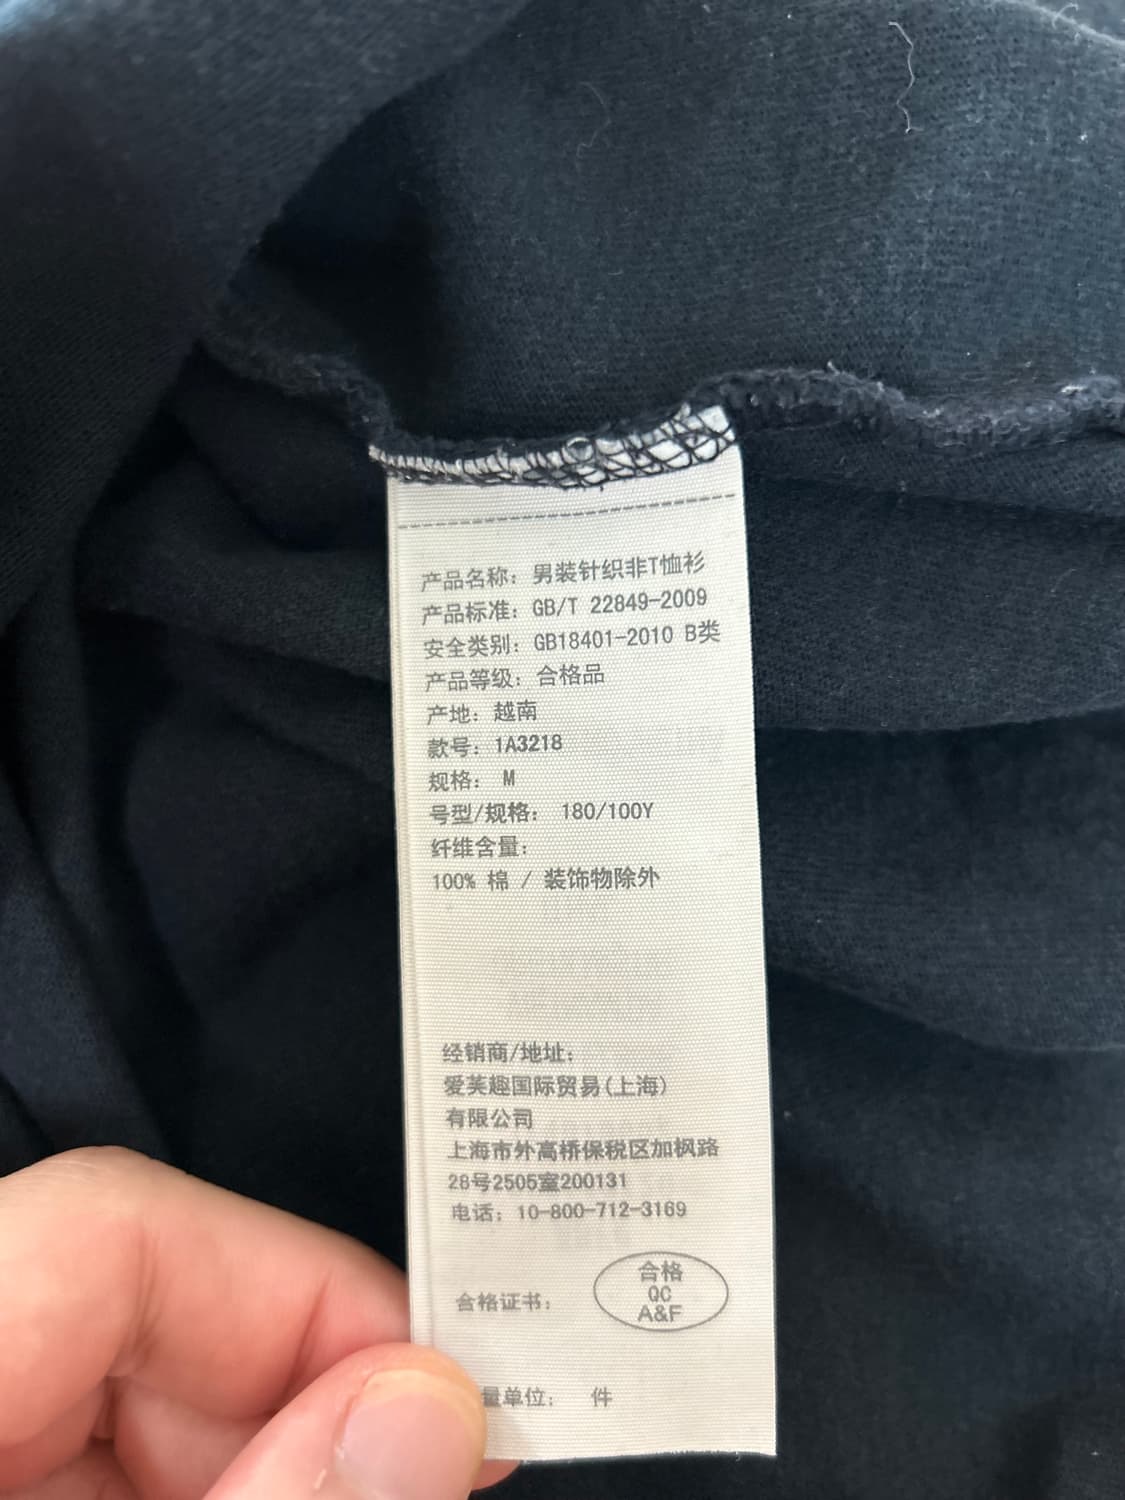 产品名称：男装针织非T恤衫
产品标准：GB/T 22849-2009
安全类别：GB18401-2010 B类
产品等级：合格品
产地：越南
款号：1A3218
规格： M
号型/规格： 180/100Y
纤维含量：
100% 棉 / 装饰物除外
经销商/地址：
爱芙趣国际贸易(上海)
有限公司
上海市外高桥保税区加枫路
28号2505室200131
电话：10-800-712-3169
合格
QC
A&F
合格证书：
量单位： 件